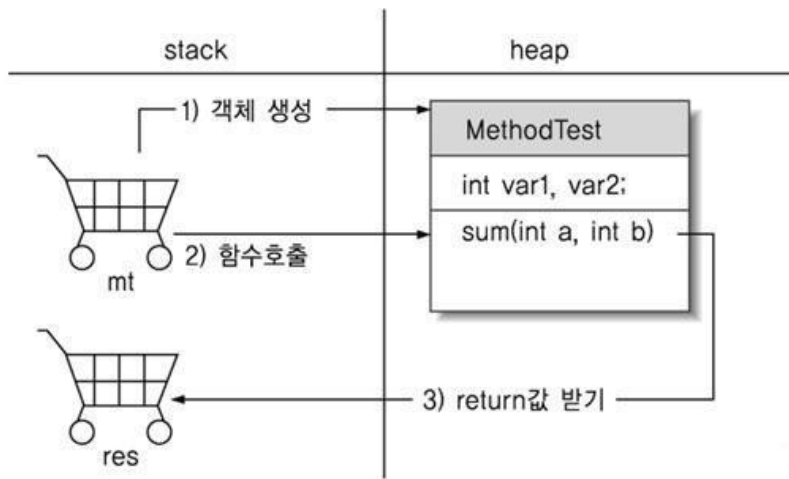 stack
heap
1) 객체 생성
MethodTest
int var1, var2;
sum(int a, int b)
2) 함수호출
mt
3) return값 받기
res